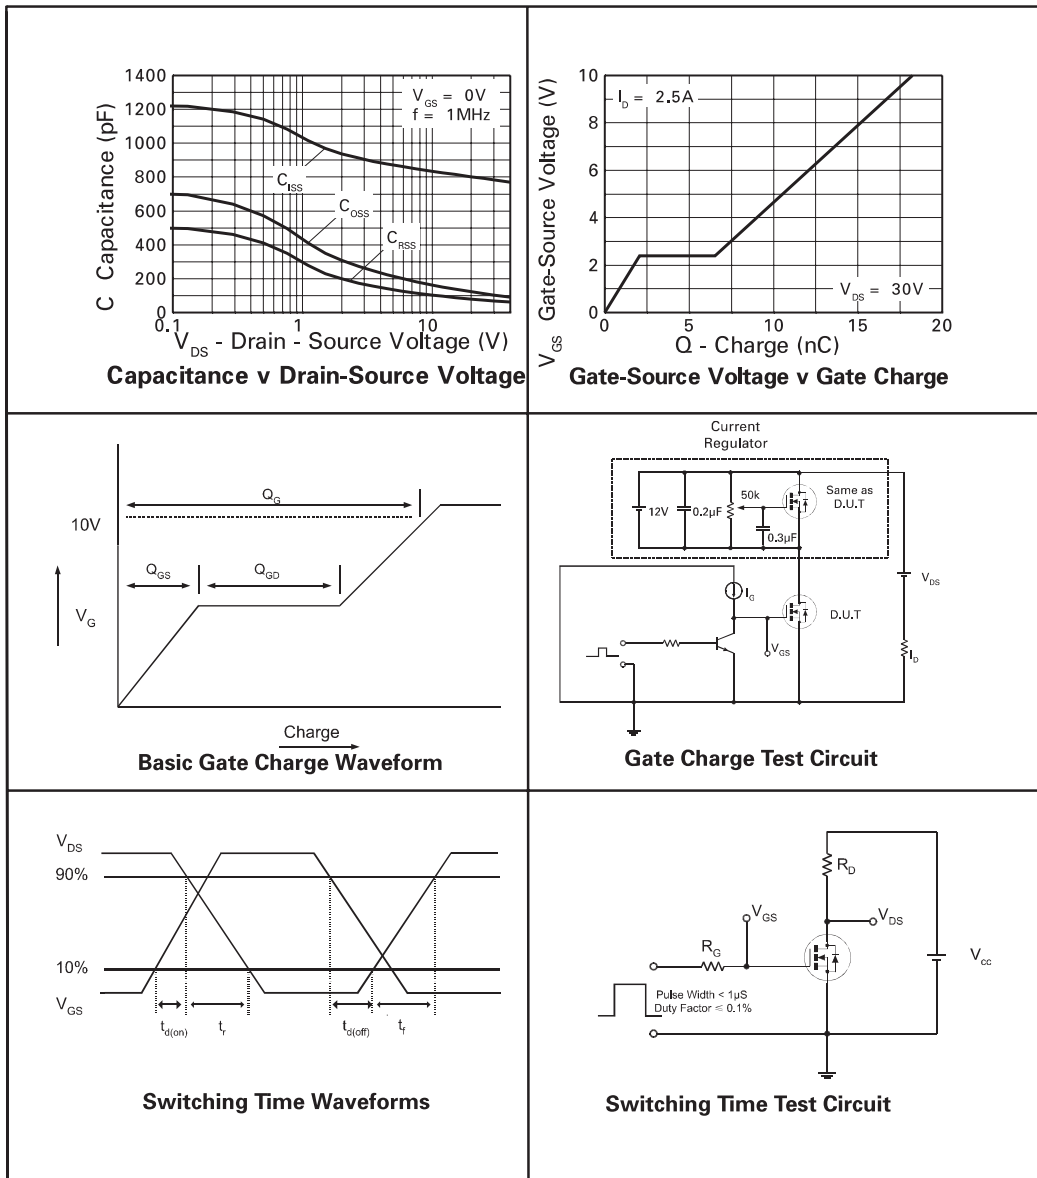 1400
1200
1000
800
600
400
200
0
0.1
1
10
C Capacitance (pF)
V_GS = 0V
f = 1MHz
C_ISS
C_OSS
C_RSS
V_DS - Drain - Source Voltage (V)
Capacitance v Drain-Source Voltage
10
8
6
4
2
0
0
5
10
15
20
V_GS Gate-Source Voltage (V)
I_D = 2.5A
V_DS = 30V
Q - Charge (nC)
Gate-Source Voltage v Gate Charge
Q_G
10V
Q_GS
Q_GD
V_G
Charge
Basic Gate Charge Waveform
Current
Regulator
12V
0.2µF
50k
Same as
D.U.T
0.3µF
I_G
V_DS
D.U.T
V_GS
I_D
Gate Charge Test Circuit
V_DS
90%
10%
V_GS
t_d(on)
t_r
t_d(off)
t_f
Switching Time Waveforms
R_D
V_GS
V_DS
R_G
V_cc
Pulse Width < 1µS
Duty Factor ≤ 0.1%
Switching Time Test Circuit